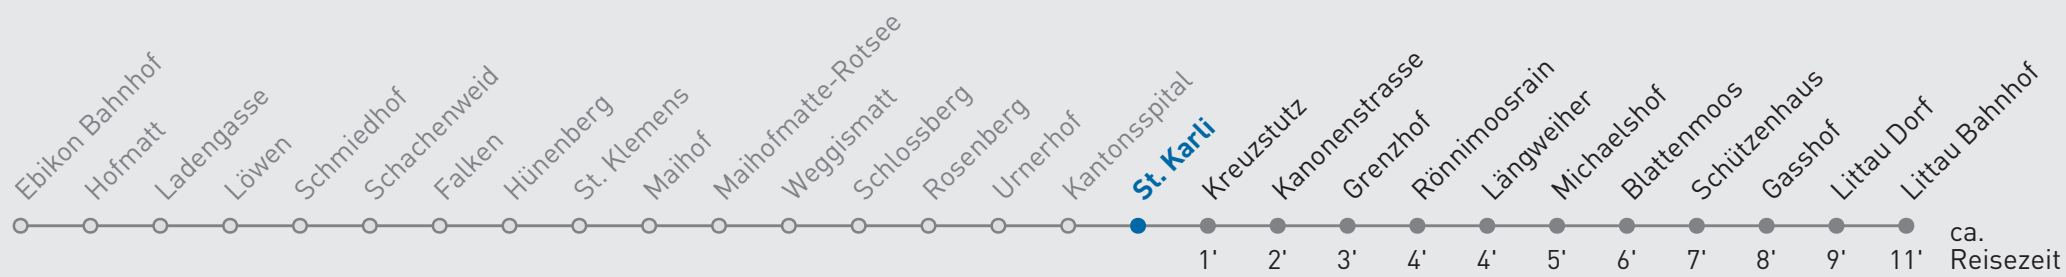 Ebikon Bahnhof
Hofmatt
Ladengasse
Löwen
Schmiedhof
Schachenweid
Falken
Hünenberg
St. Klemens
Maihof
Maihofmatte-Rotsee
Weggismatt
Schlossberg
Rosenberg
Urnerhof
Kantonsspital
St. Karli
Kreuzstutz
Kanonenstrasse
Grenzhof
Rönnimoosrain
Längweiher
Michaelshof
Blattenmoos
Schützenhaus
Gasshof
Littau Dorf
Littau Bahnhof
1' 2' 3' 4' 4' 5' 6' 7' 8' 9' 11'
ca.
Reisezeit